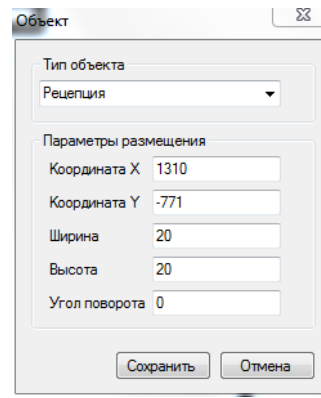 Объект
Тип объекта
Рецепция
Параметры размещения
Координата X 1310
Координата Y -771
Ширина 20
Высота 20
Угол поворота 0
Сохранить Отмена